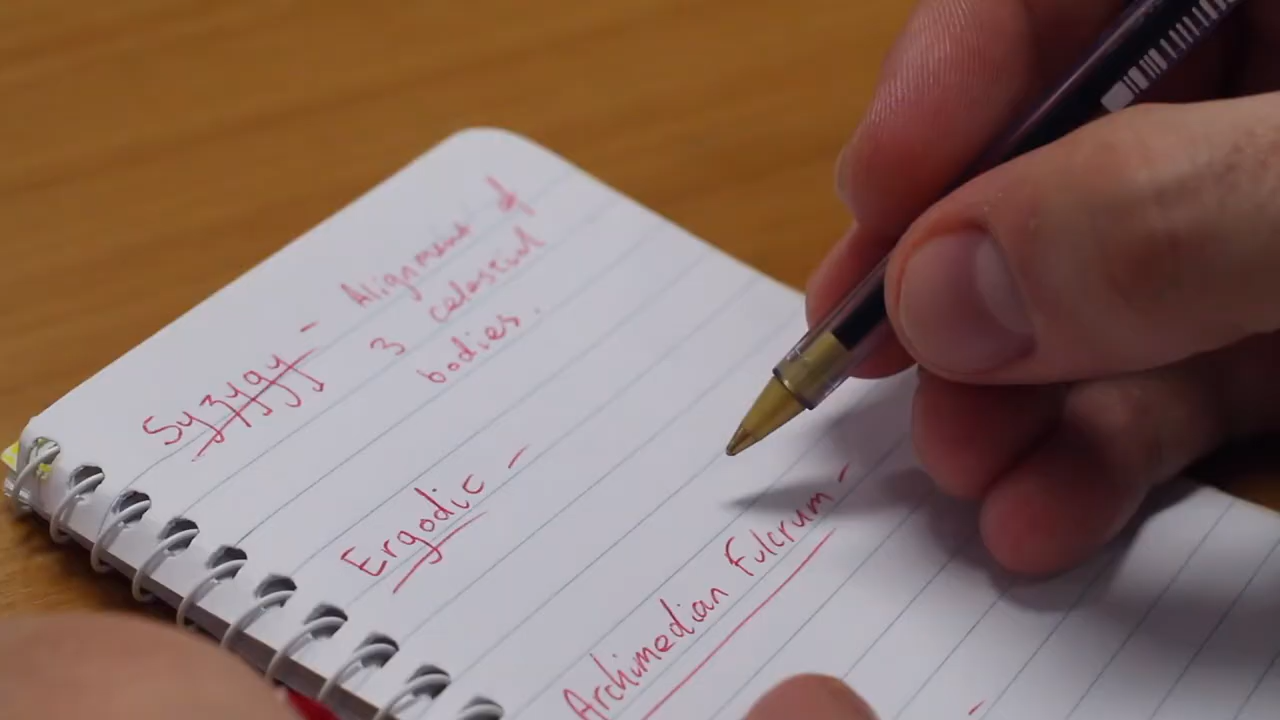 Syzygy - Alignment of
3 celestial
bodies.
Ergodic -
Archimedian Fulcrum -